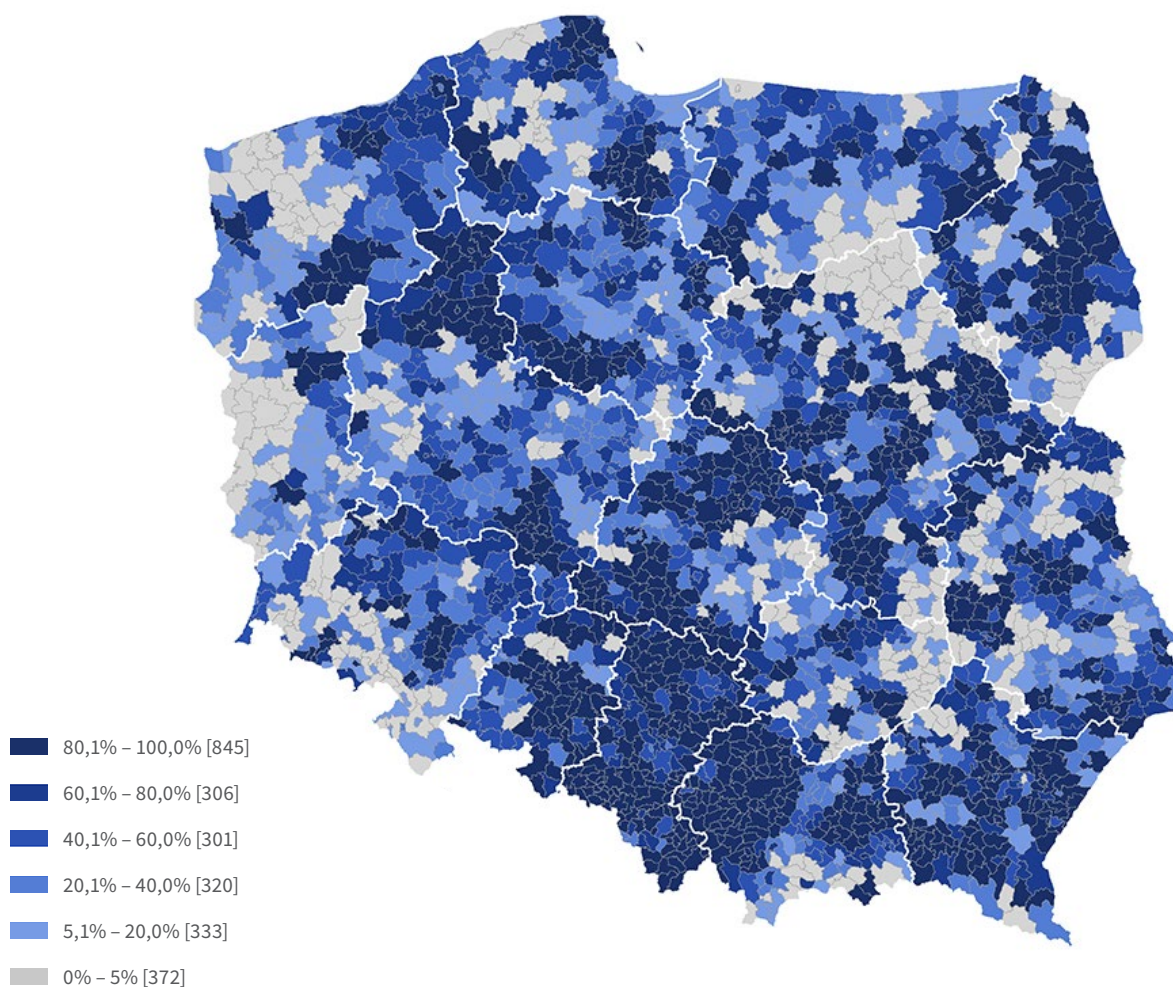 80,1% – 100,0% [845]
60,1% – 80,0% [306]
40,1% – 60,0% [301]
20,1% – 40,0% [320]
5,1% – 20,0% [333]
0% – 5% [372]